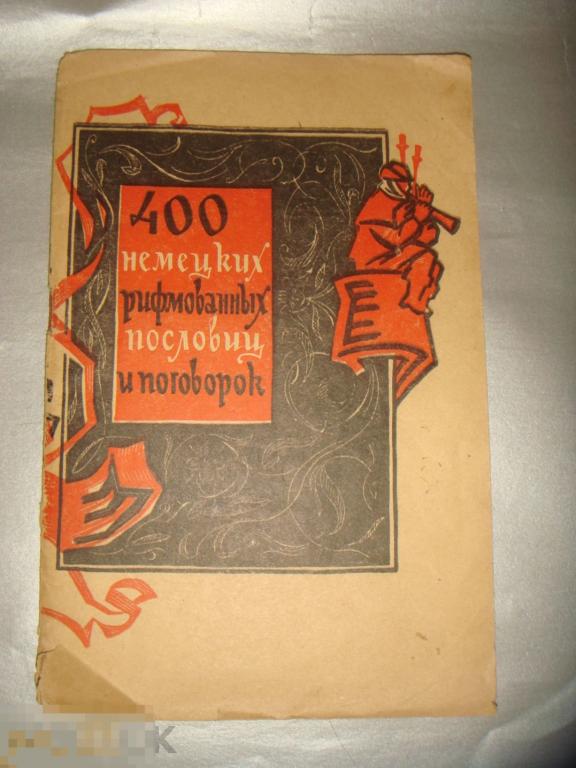 400
немецких
рифмованных
пословиц
и поговорок